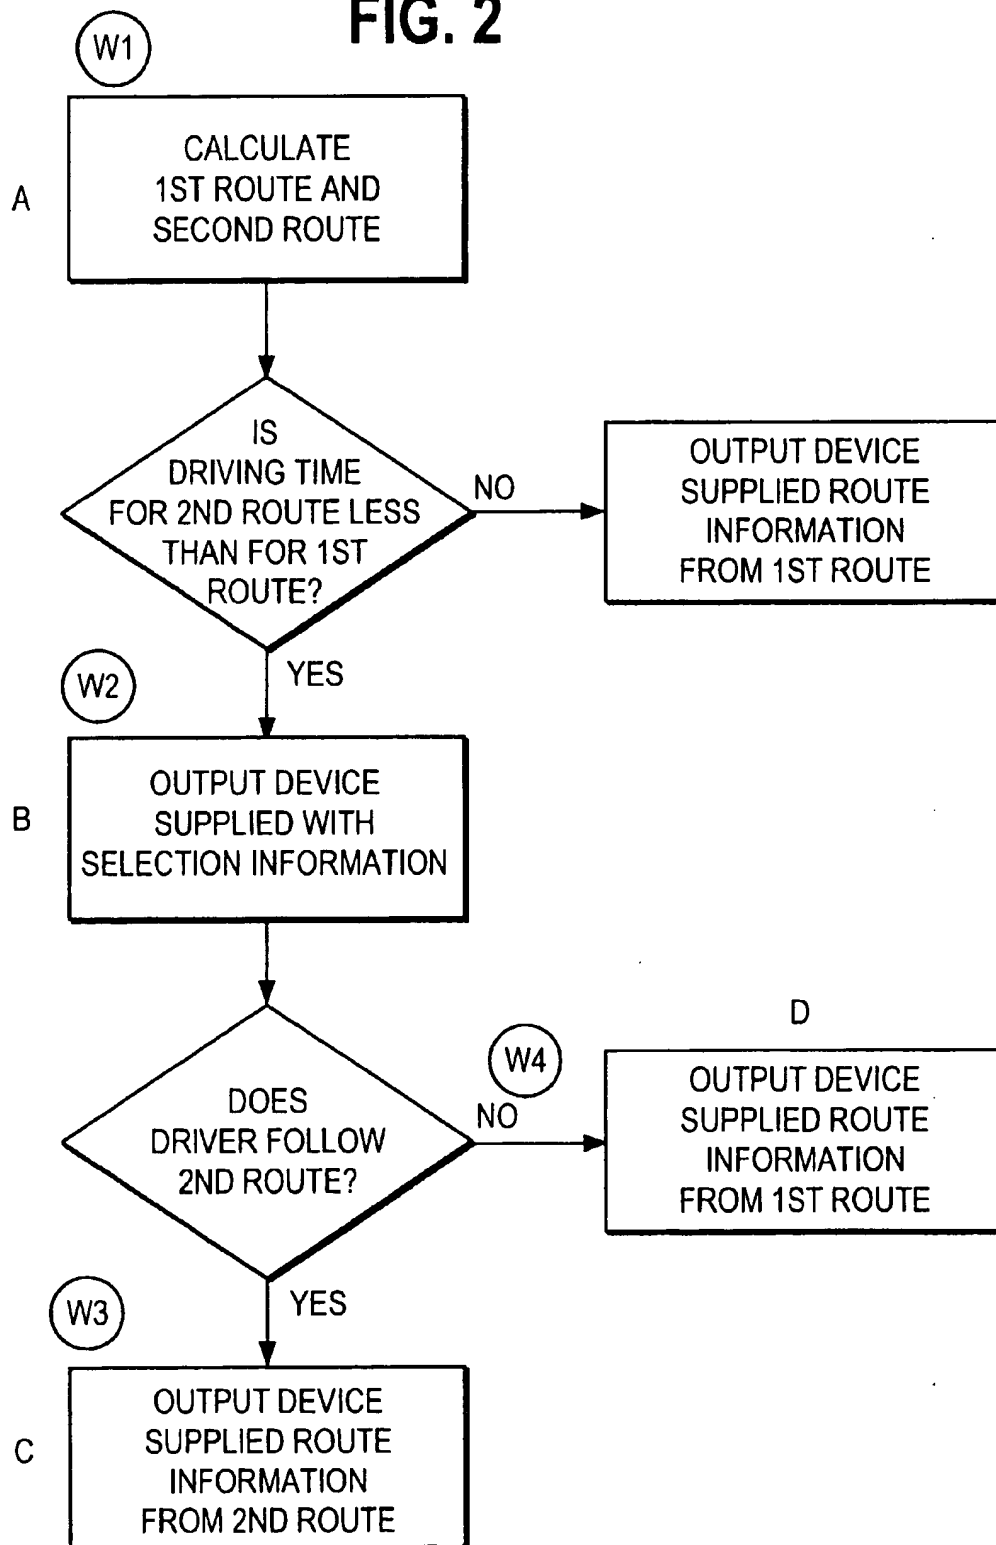 FIG. 2
W1
A
CALCULATE
1ST ROUTE AND
SECOND ROUTE
IS
DRIVING TIME
FOR 2ND ROUTE LESS
THAN FOR 1ST
ROUTE?
NO
OUTPUT DEVICE
SUPPLIED ROUTE
INFORMATION
FROM 1ST ROUTE
YES
W2
B
OUTPUT DEVICE
SUPPLIED WITH
SELECTION INFORMATION
DOES
DRIVER FOLLOW
2ND ROUTE?
W4
NO
D
OUTPUT DEVICE
SUPPLIED ROUTE
INFORMATION
FROM 1ST ROUTE
YES
W3
C
OUTPUT DEVICE
SUPPLIED ROUTE
INFORMATION
FROM 2ND ROUTE